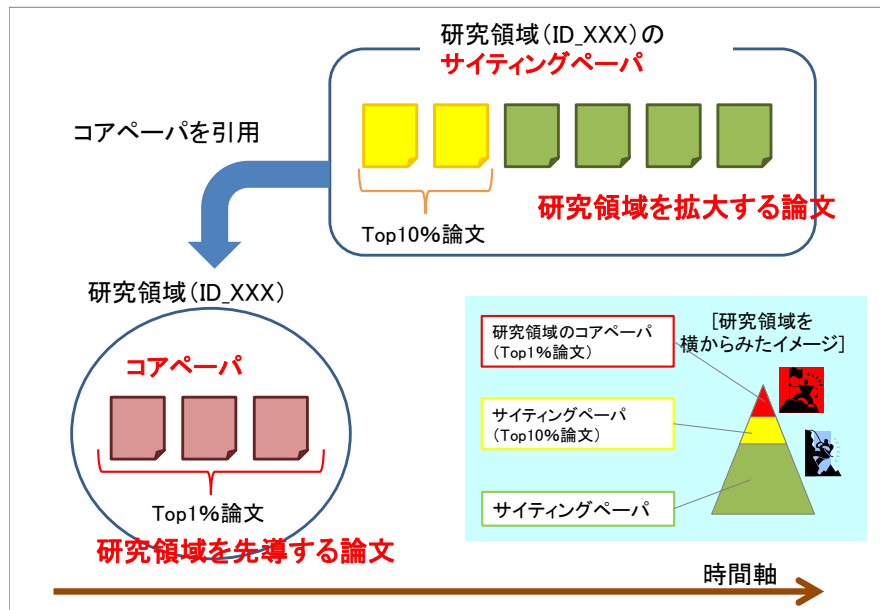 研究領域(ID_XXX)の
サイティングペーパ
コアペーパを引用
Top10%論文
研究領域を拡大する論文
研究領域(ID_XXX)
コアペーパ
Top1%論文
研究領域を先導する論文
[研究領域を
横からみたイメージ]
研究領域のコアペーパ
(Top1%論文)
サイティングペーパ
(Top10%論文)
サイティングペーパ
時間軸